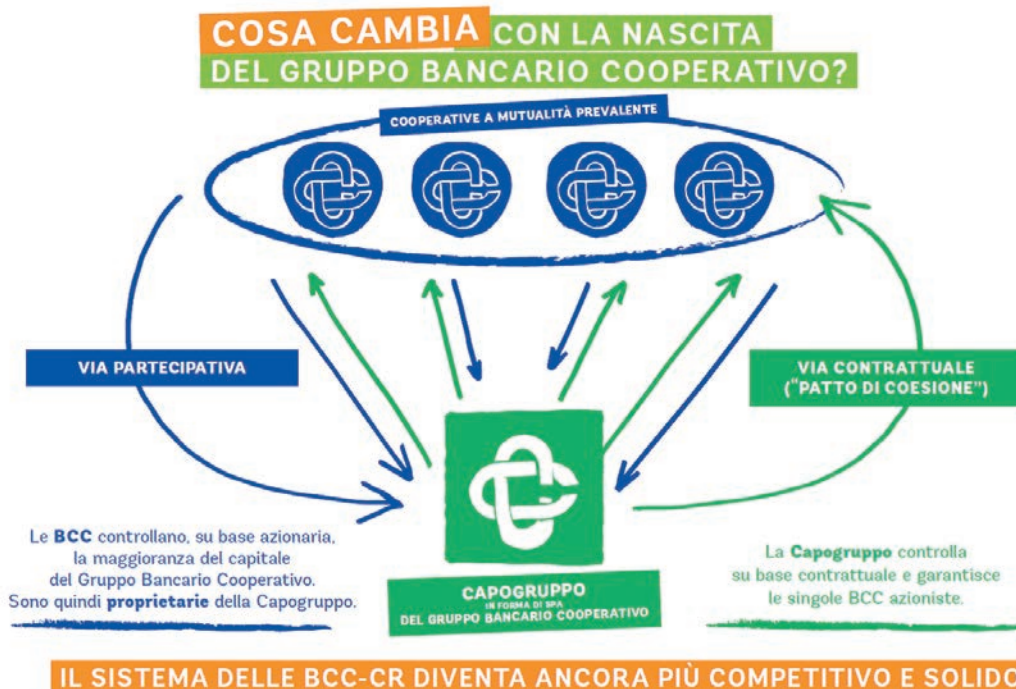 COSA CAMBIA CON LA NASCITA
DEL GRUPPO BANCARIO COOPERATIVO?
COOPERATIVE A MUTUALITÀ PREVALENTE
VIA PARTECIPATIVA
VIA CONTRATTUALE
("PATTO DI COESIONE")
Le BCC controllano, su base azionaria,
la maggioranza del capitale
del Gruppo Bancario Cooperativo.
Sono quindi proprietarie della Capogruppo.
CAPOGRUPPO
IN FORMA DI SPA
DEL GRUPPO BANCARIO COOPERATIVO
La Capogruppo controlla
su base contrattuale e garantisce
le singole BCC azioniste.
IL SISTEMA DELLE BCC-CR DIVENTA ANCORA PIÙ COMPETITIVO E SOLIDO